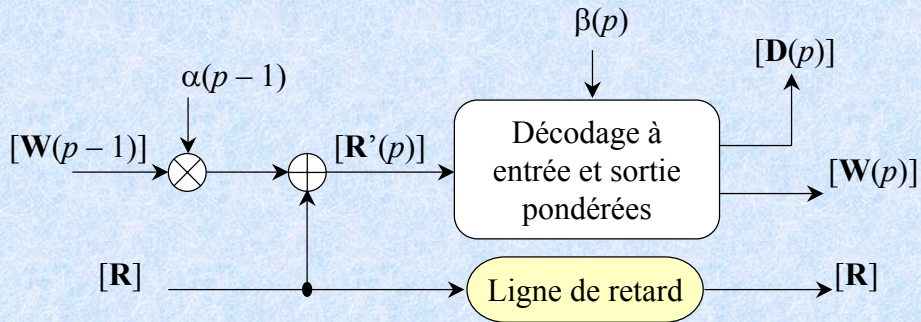 β(p)
[D(p)]
α(p – 1)
[W(p – 1)]
[R’(p)]
Décodage à
entrée et sortie
pondérées
[W(p)]
[R]
Ligne de retard
[R]